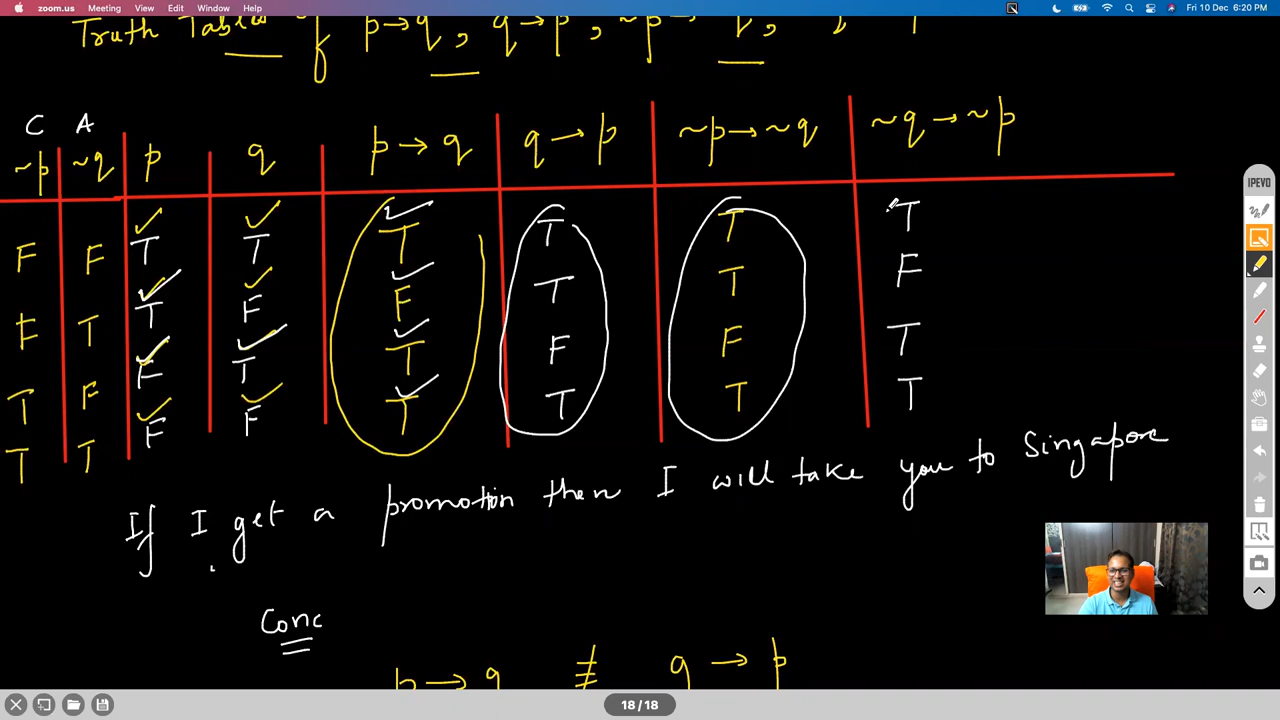 zoom.us Meeting View Edit Window Help Fri 10 Dec 6:20 PM
Truth Table of p→q, q→p, ~p→
C A
~p ~q p q p → q q → p ~p→~q ~q→~p
F F T T T T T T
F T T F F T T F
T F F T T F F T
T T F F T T T T
If I get a promotion then I will take you to Singapore
Conc
p → q ≢ q → p
IPEVO
18/18